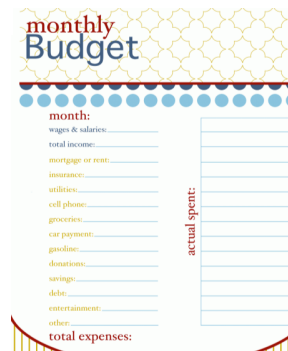 monthly
Budget
month:
wages & salaries:
total income:
mortgage or rent:
insurance:
utilities:
cell phone:
groceries:
car payment:
gasoline:
donations:
savings:
debt:
entertainment:
other:
actual spent:
total expenses: